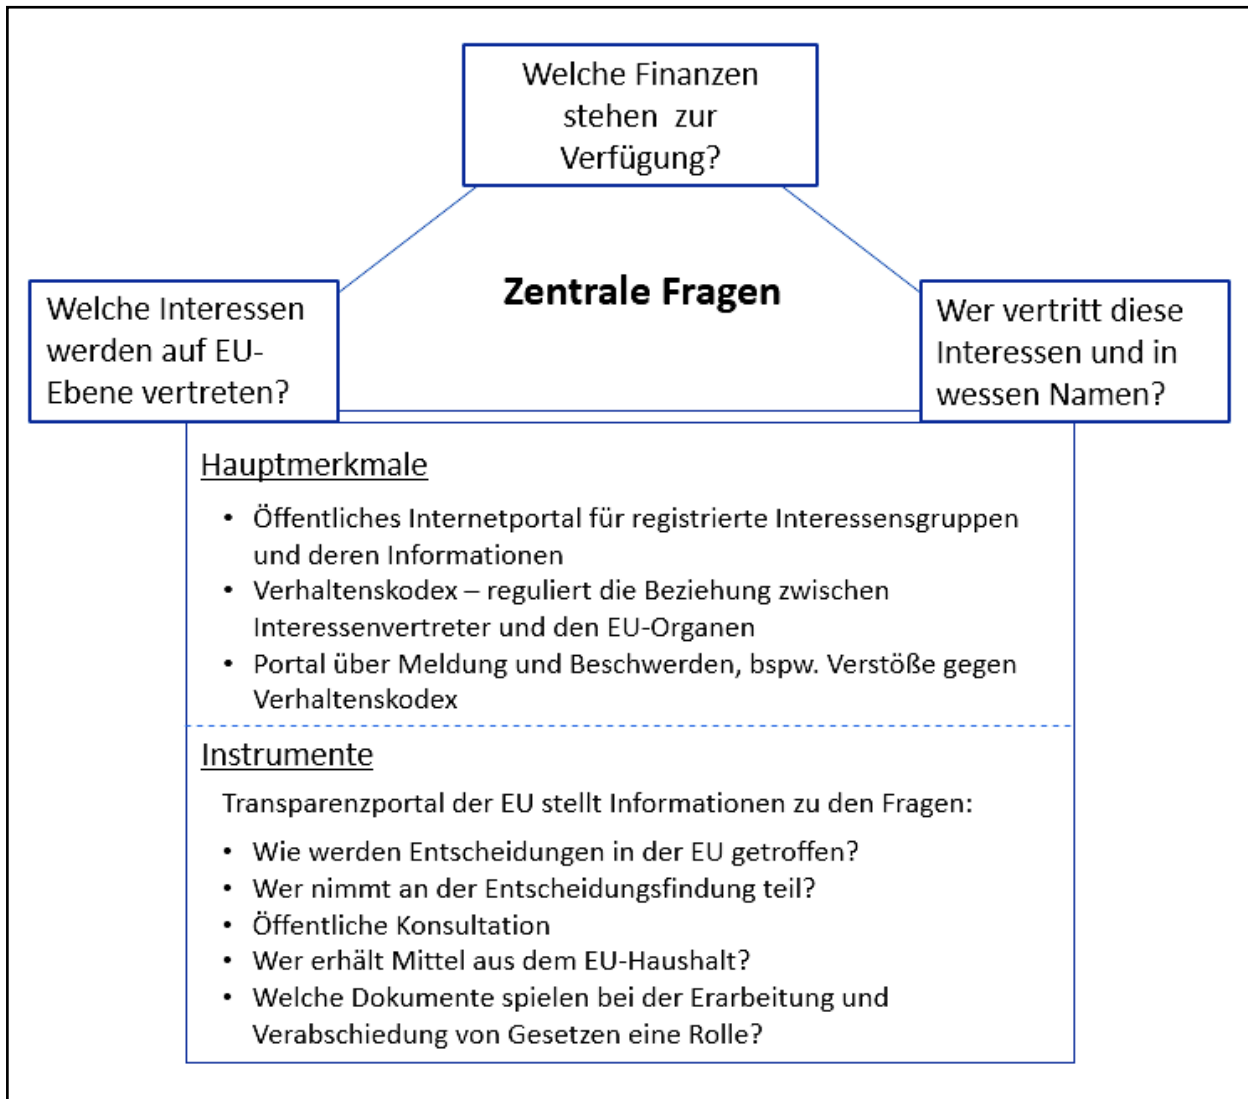 Welche Finanzen
stehen zur
Verfügung?
Zentrale Fragen
Welche Interessen
werden auf EU-
Ebene vertreten?
Wer vertritt diese
Interessen und in
wessen Namen?
Hauptmerkmale
• Öffentliches Internetportal für registrierte Interessensgruppen
und deren Informationen
• Verhaltenskodex – reguliert die Beziehung zwischen
Interessenvertreter und den EU-Organen
• Portal über Meldung und Beschwerden, bspw. Verstöße gegen
Verhaltenskodex
Instrumente
Transparenzportal der EU stellt Informationen zu den Fragen:
• Wie werden Entscheidungen in der EU getroffen?
• Wer nimmt an der Entscheidungsfindung teil?
• Öffentliche Konsultation
• Wer erhält Mittel aus dem EU-Haushalt?
• Welche Dokumente spielen bei der Erarbeitung und
Verabschiedung von Gesetzen eine Rolle?